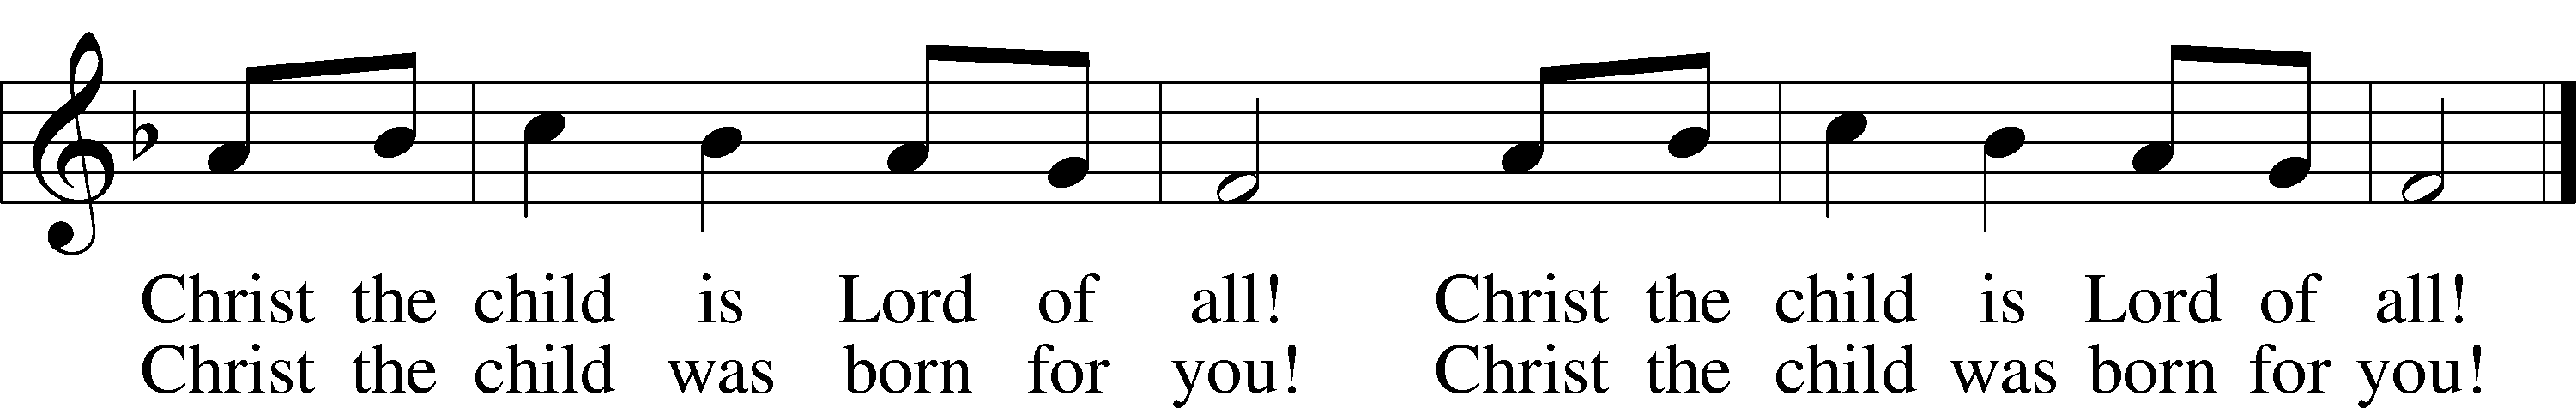 Christ the child is Lord of all! Christ the child is Lord of all!
Christ the child was born for you! Christ the child was born for you!